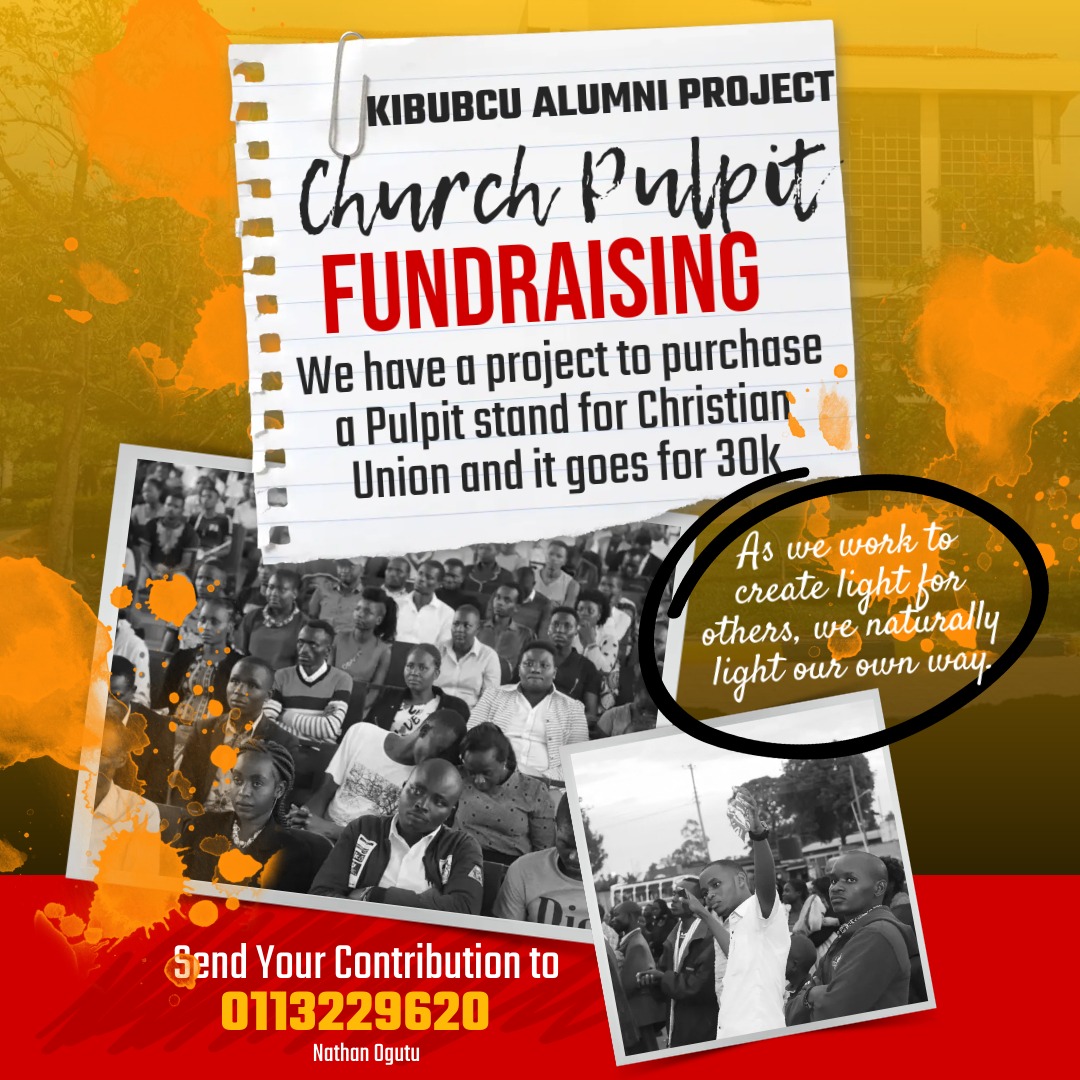 KIBUBCU ALUMNI PROJECT
Church Pulpit
FUNDRAISING
We have a project to purchase
a Pulpit stand for Christian
Union and it goes for 30k
As we work to
create light for
others, we naturally
light our own way.
Send Your Contribution to
0113229620
Nathan Ogutu